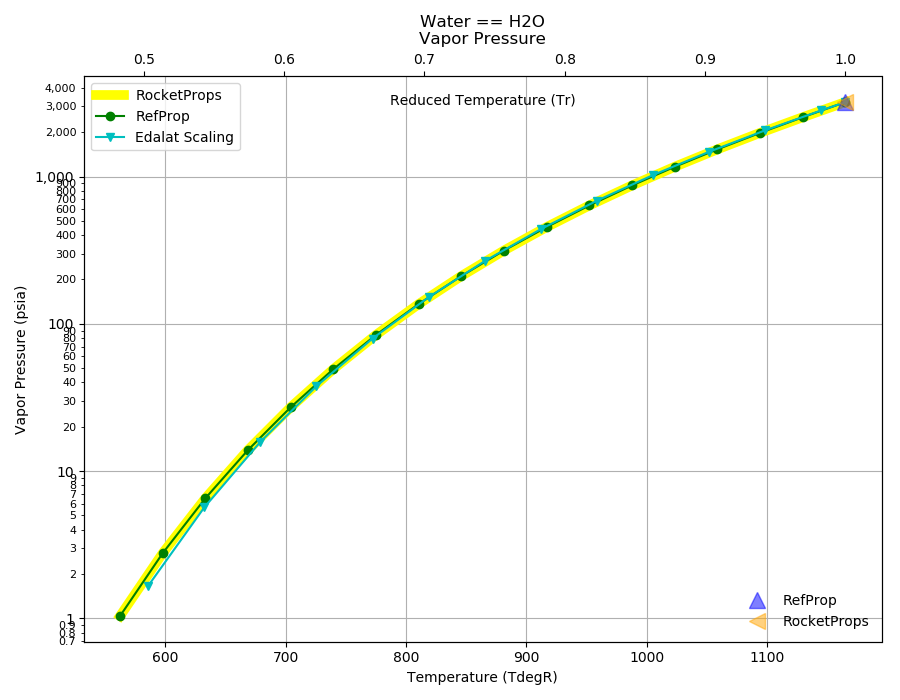 Water == H2O
Vapor Pressure
0.5 0.6 0.7 0.8 0.9 1.0
Reduced Temperature (Tr)
RocketProps
RefProp
Edalat Scaling
4,000
3,000
2,000
1,000
900
800
700
600
500
400
300
200
100
90
80
70
60
50
40
30
20
10
9
8
7
6
5
4
3
2
1
0.9
0.8
0.7
Vapor Pressure (psia)
RefProp
RocketProps
600 700 800 900 1000 1100
Temperature (TdegR)